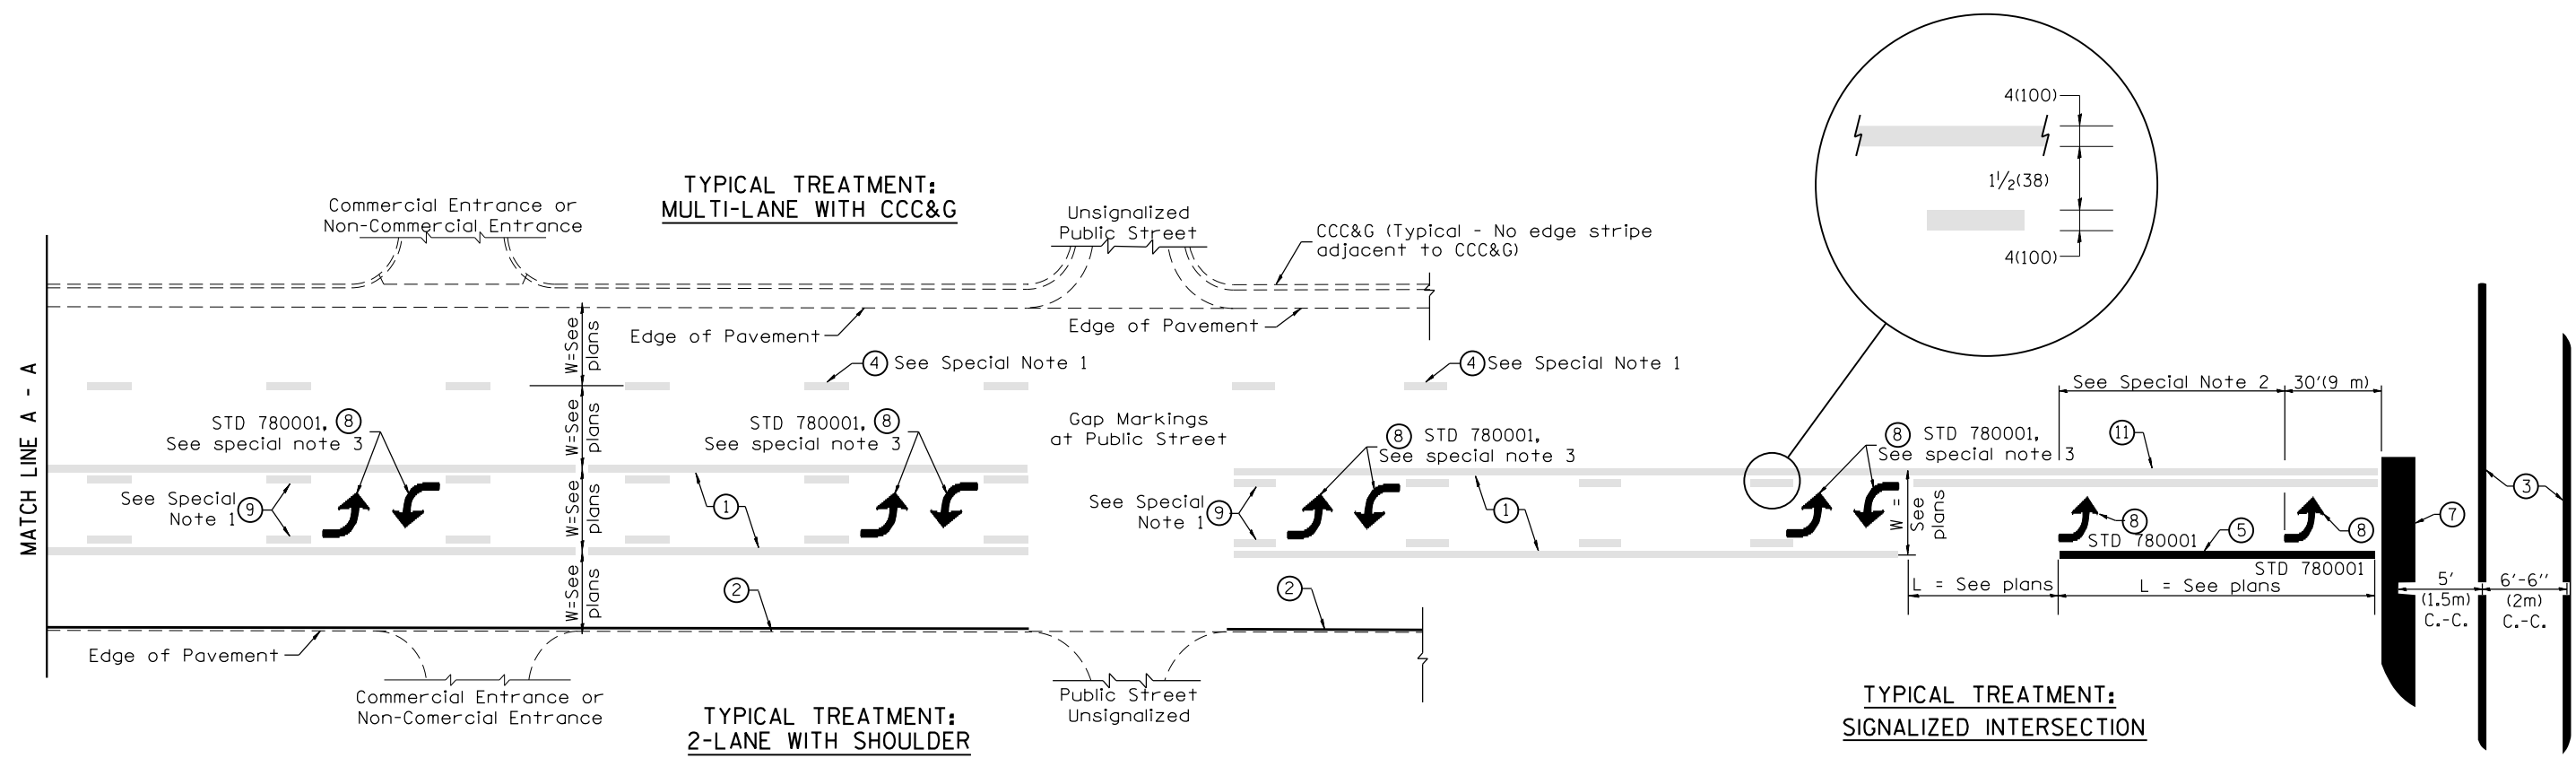 MATCH LINE A - A
TYPICAL TREATMENT:
MULTI-LANE WITH CCC&G
Commercial Entrance or
Non-Commercial Entrance
Unsignalized
Public Street
CCC&G (Typical - No edge stripe
adjacent to CCC&G)
Edge of Pavement
Edge of Pavement
W=See
plans
4 See Special Note 1
4 See Special Note 1
STD 780001, 8
See special note 3
W=See
plans
STD 780001, 8
See special note 3
Gap Markings
at Public Street
8 STD 780001,
See special note 3
8 STD 780001,
See special note 3
See Special
Note 1
9
W=See
plans
1
See Special
Note 1
9
1
W =
See
plans
4(100)
1 1/2(38)
4(100)
See Special Note 2
30'(9 m)
11
8
STD 780001
5
8
STD 780001
7
3
L = See plans
L = See plans
5'
(1.5m)
C.-C.
6'-6''
(2m)
C.-C.
W=See
plans
2
2
Edge of Pavement
Commercial Entrance or
Non-Comercial Entrance
Public Street
Unsignalized
TYPICAL TREATMENT:
2-LANE WITH SHOULDER
TYPICAL TREATMENT:
SIGNALIZED INTERSECTION